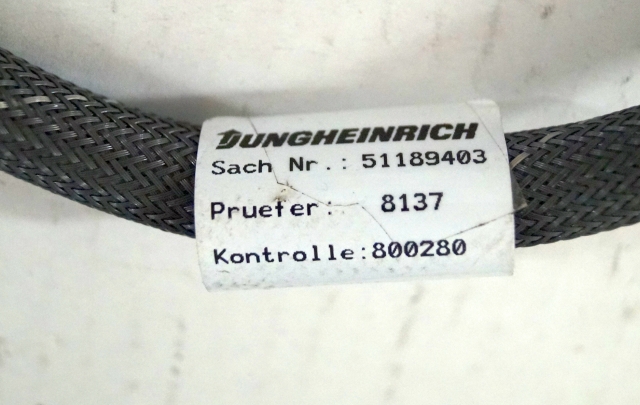 JUNGHEINRICH
Sach Nr.: 51189403
Pruefer: 8137
Kontrolle:800280